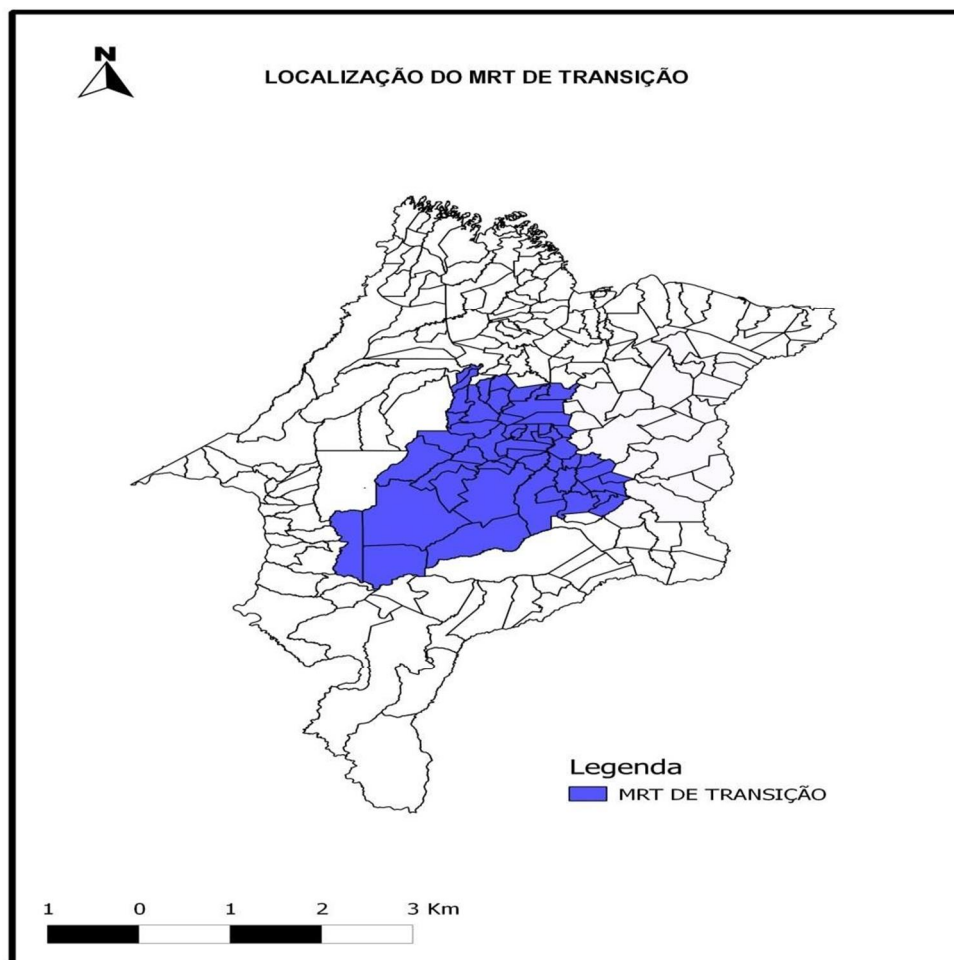 N
LOCALIZAÇÃO DO MRT DE TRANSIÇÃO
Legenda
MRT DE TRANSIÇÃO
1 0 1 2 3 Km